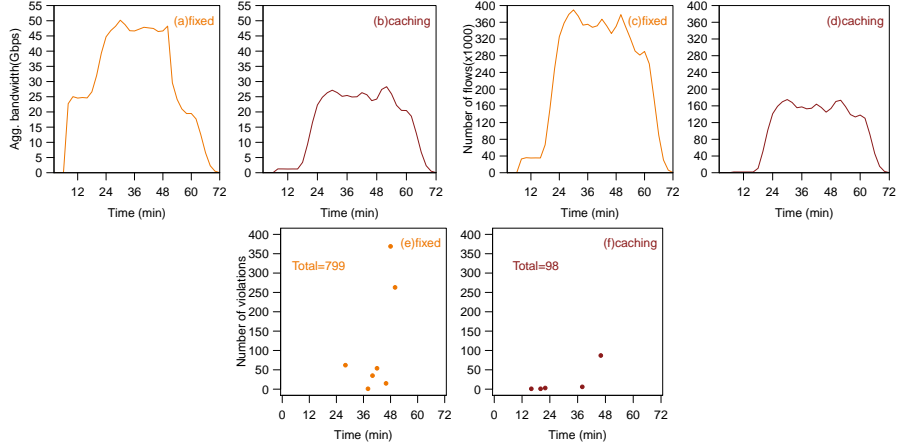 (a)fixed
Agg. bandwidth(Gbps)
55
50
45
40
35
30
25
20
15
10
5
0
12 24 36 48 60 72
Time (min)
(b)caching
55
50
45
40
35
30
25
20
15
10
5
0
12 24 36 48 60 72
Time (min)
(c)fixed
Number of flows(x1000)
400
360
320
280
240
200
160
120
80
40
0
12 24 36 48 60 72
Time (min)
(d)caching
400
360
320
280
240
200
160
120
80
40
0
12 24 36 48 60 72
Time (min)
(e)fixed
Total=799
Number of violations
400
350
300
250
200
150
100
50
0
0 12 24 36 48 60 72
Time (min)
(f)caching
Total=98
400
350
300
250
200
150
100
50
0
0 12 24 36 48 60 72
Time (min)